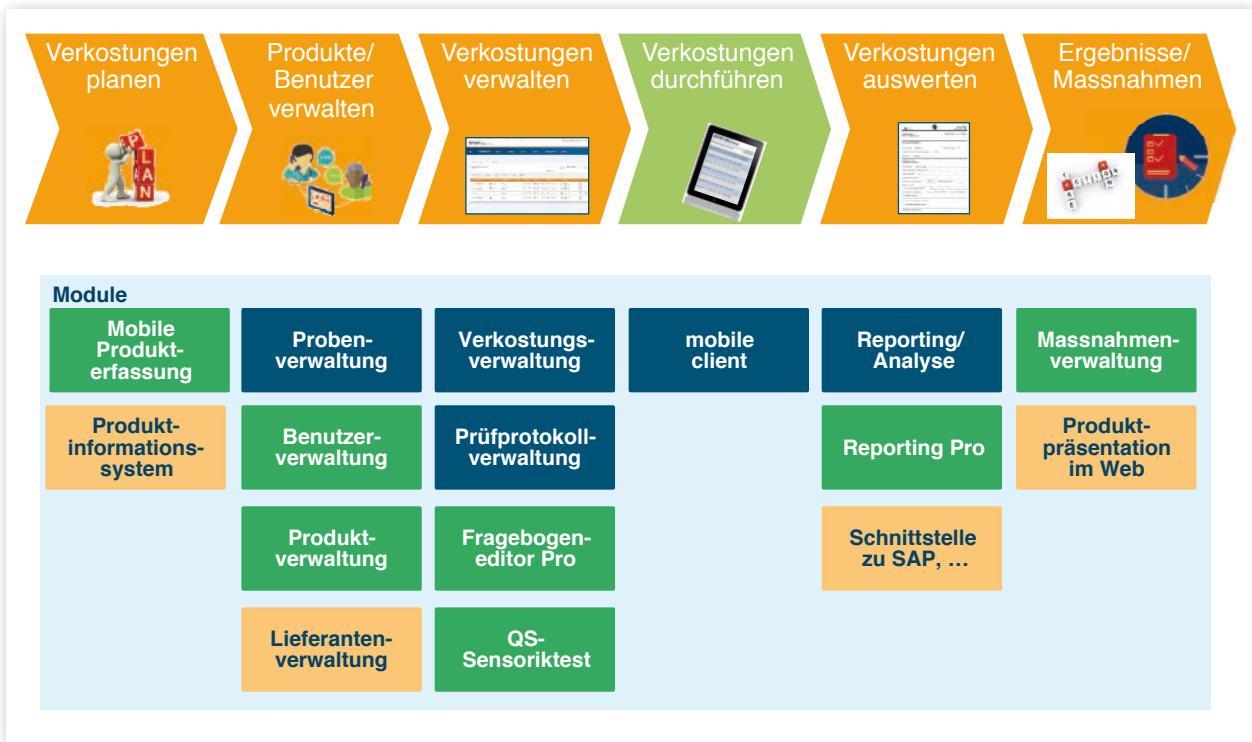 Verkostungen
planen
Produkte/
Benutzer
verwalten
Verkostungen
verwalten
Verkostungen
durchführen
Verkostungen
auswerten
Ergebnisse/
Massnahmen
P
L
A
N
Module
Mobile
Produkt-
erfassung
Proben-
verwaltung
Verkostungs-
verwaltung
mobile
client
Reporting/
Analyse
Massnahmen-
verwaltung
Produkt-
informations-
system
Benutzer-
verwaltung
Prüfprotokoll-
verwaltung
Reporting Pro
Produkt-
präsentation
im Web
Produkt-
verwaltung
Fragebogen-
editor Pro
Schnittstelle
zu SAP, …
Lieferanten-
verwaltung
QS-
Sensoriktest